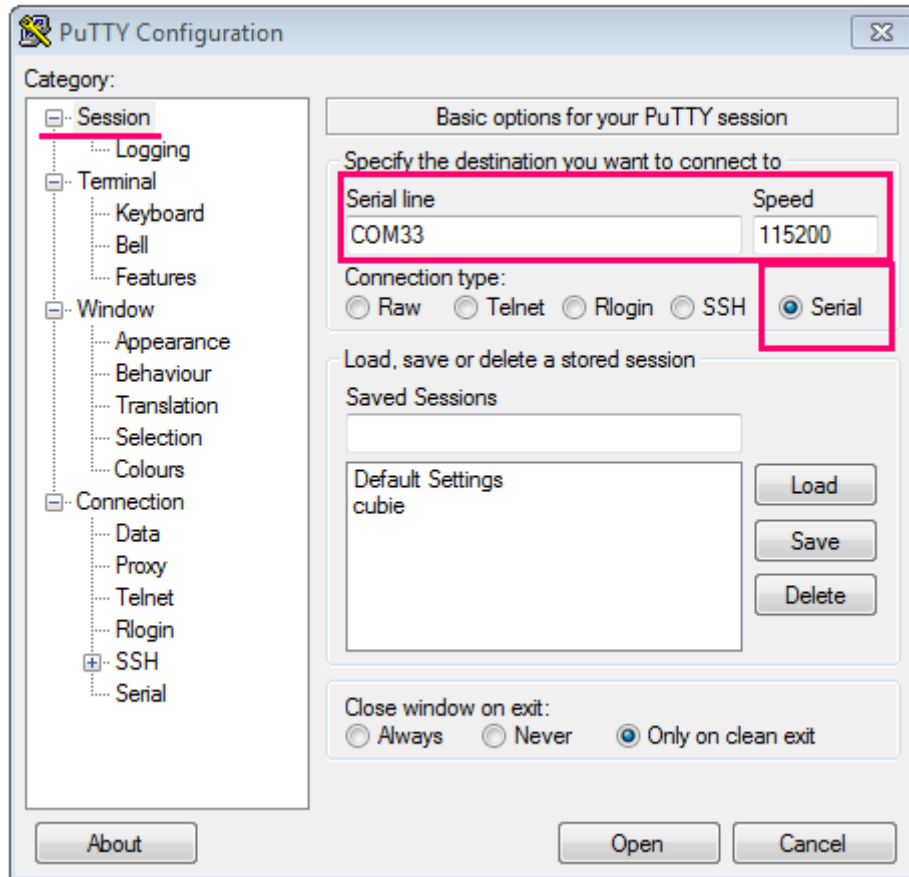 PuTTY Configuration
Category:
Session
Logging
Terminal
Keyboard
Bell
Features
Window
Appearance
Behaviour
Translation
Selection
Colours
Connection
Data
Proxy
Telnet
Rlogin
SSH
Serial
Basic options for your PuTTY session
Specify the destination you want to connect to
Serial line Speed
COM33 115200
Connection type:
Raw Telnet Rlogin SSH Serial
Load, save or delete a stored session
Saved Sessions
Default Settings
cubie
Load
Save
Delete
Close window on exit:
Always Never Only on clean exit
About Open Cancel